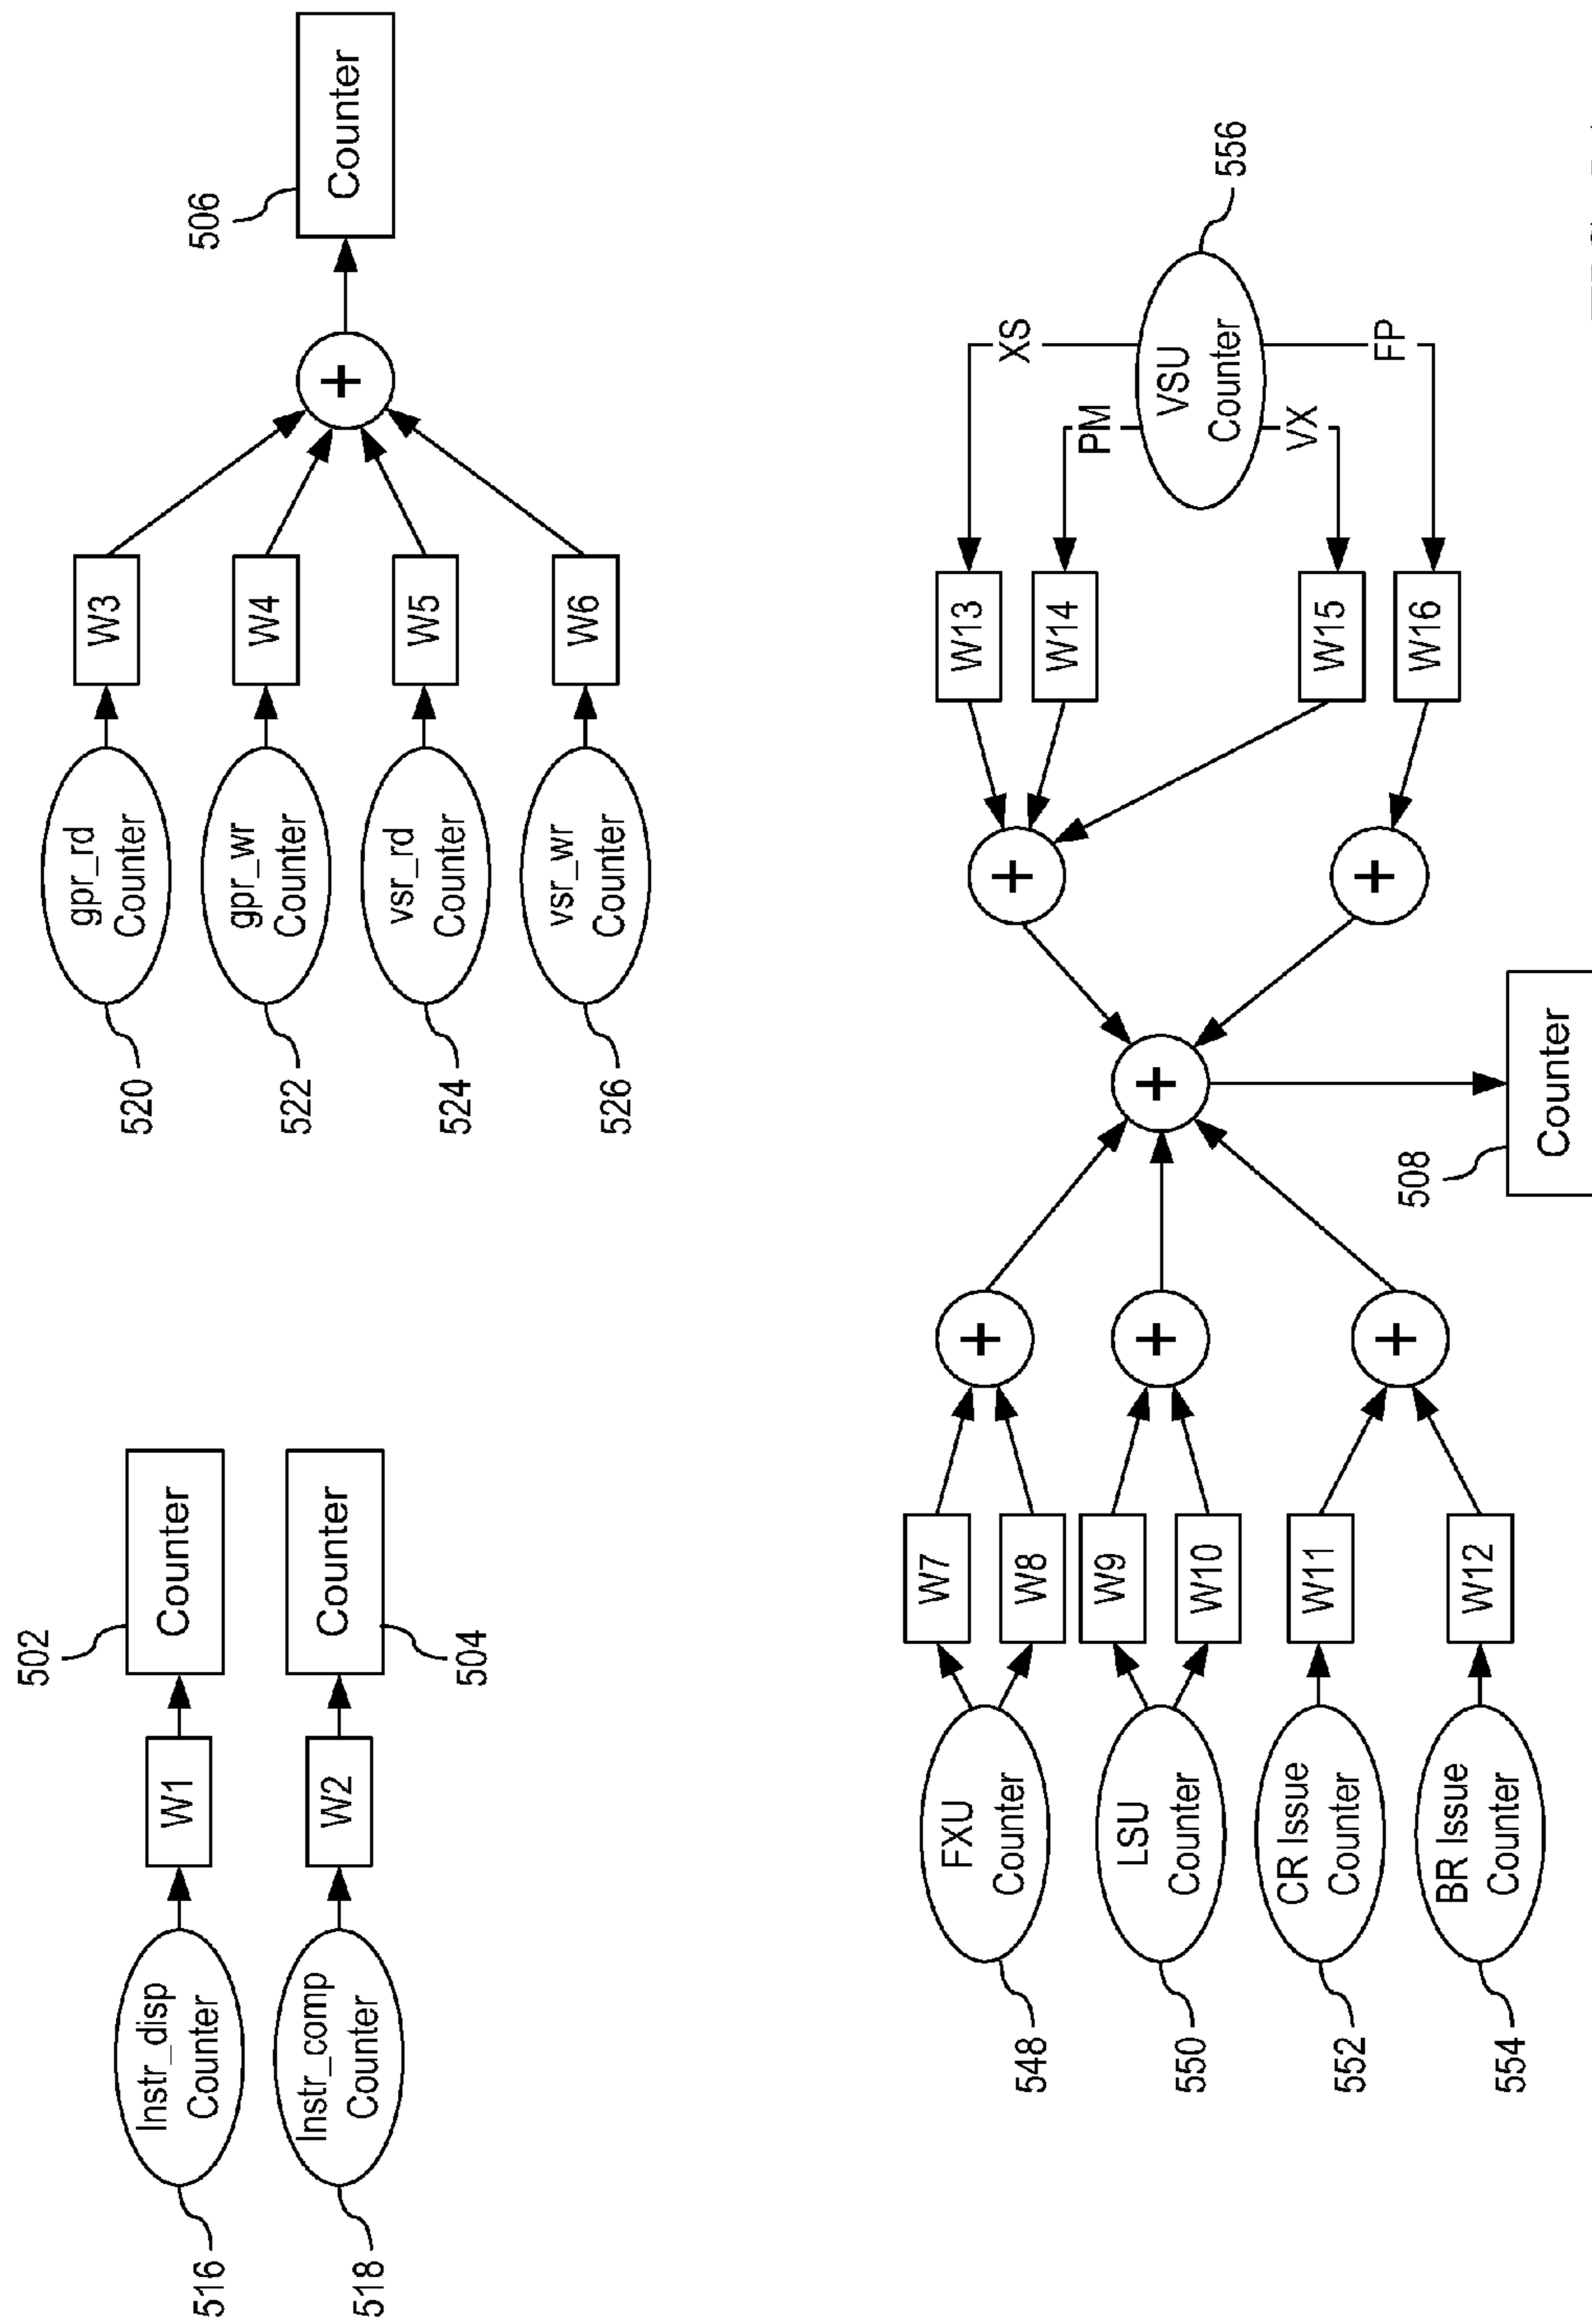 502
Instr_disp
Counter
W1
Counter
516
Instr_comp
Counter
W2
Counter
518
504
506
gpr_rd
Counter
W3
520
gpr_wr
Counter
W4
522
+
Counter
vsr_rd
Counter
W5
524
vsr_wr
Counter
W6
526
FXU
Counter
W7
W8
+
548
LSU
Counter
W9
W10
+
550
CR Issue
Counter
W11
552
+
BR Issue
Counter
W12
554
+
508
Counter
+
+
W13
W14
W15
W16
XS
PM
VSU
Counter
VX
FP
556